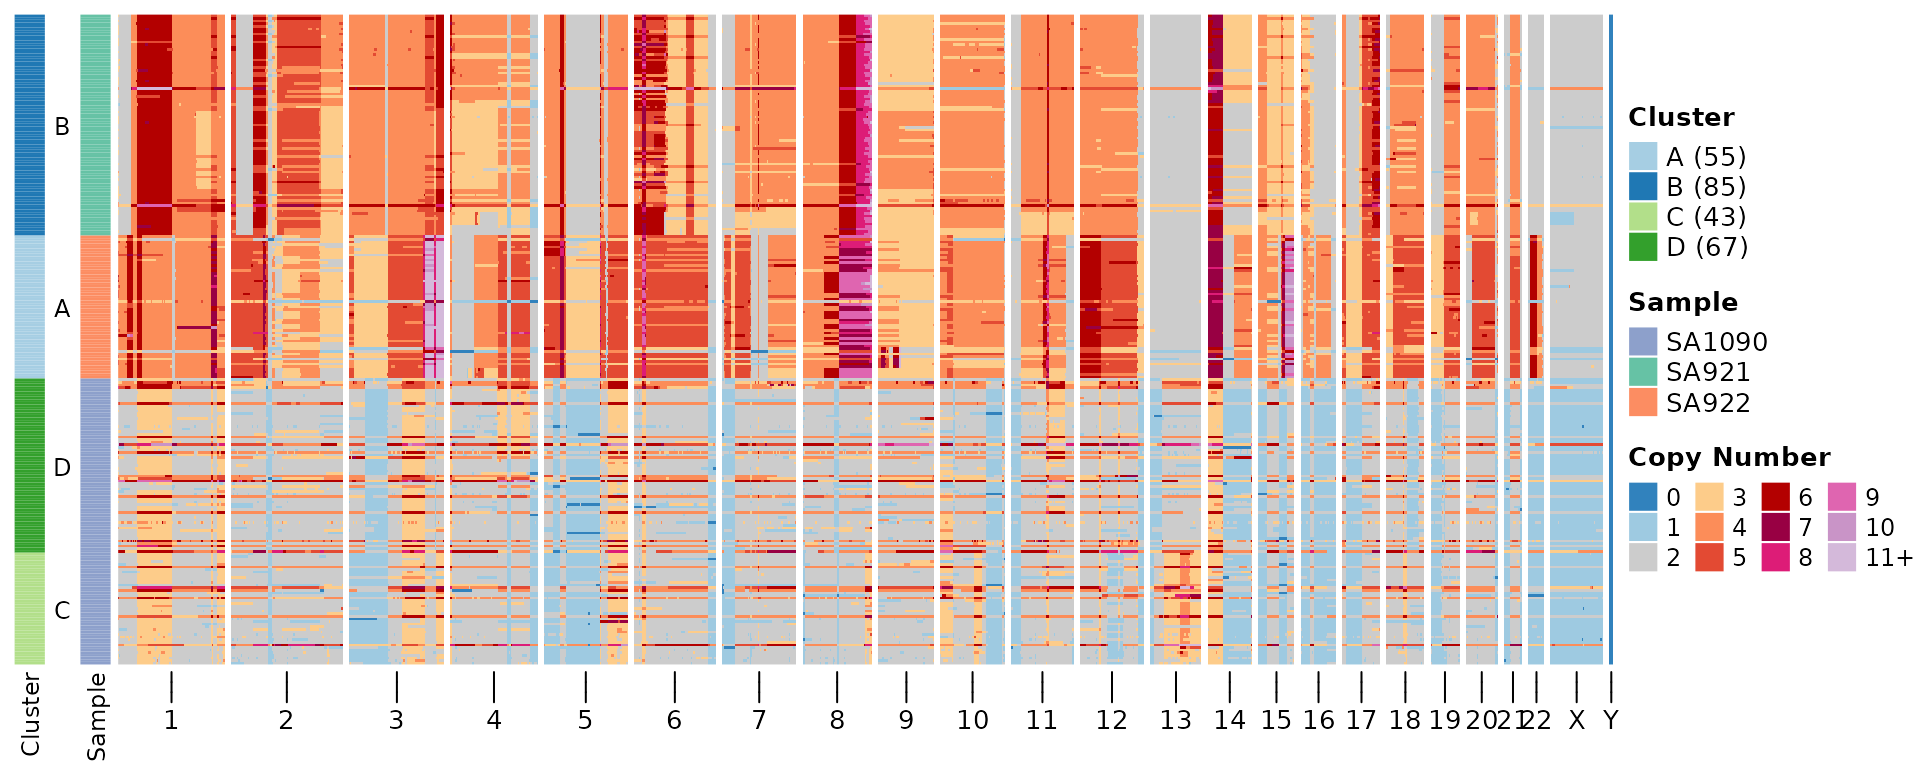 B
A
D
C
Cluster
Sample
1 2 3 4 5 6 7 8 9 10 11 12 13 14 15 16 17 18 19 20 21 22 X Y
Cluster
A (55)
B (85)
C (43)
D (67)
Sample
SA1090
SA921
SA922
Copy Number
0 3 6 9
1 4 7 10
2 5 8 11+